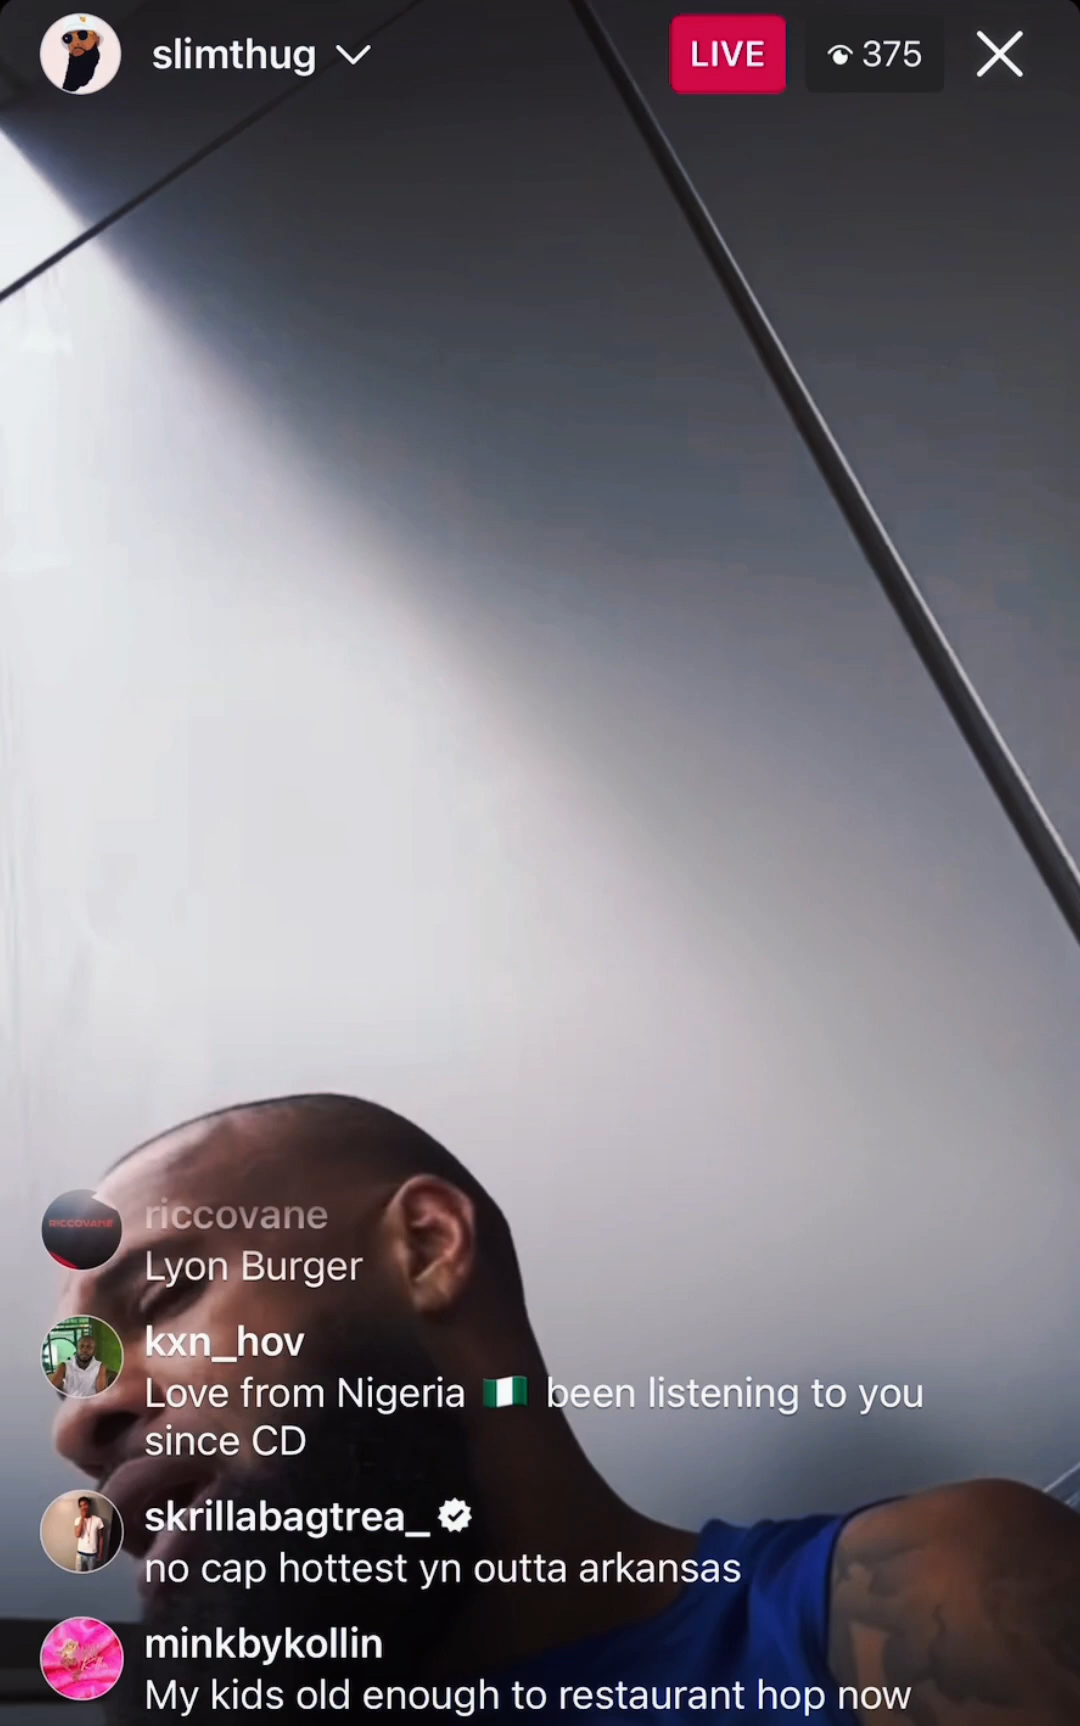 slimthug
LIVE
375
RICCOVANE
riccovane
Lyon Burger
kxn_hov
Love from Nigeria 🇳🇬 been listening to you
since CD
skrillabagtrea_
no cap hottest yn outta arkansas
minkbykollin
My kids old enough to restaurant hop now